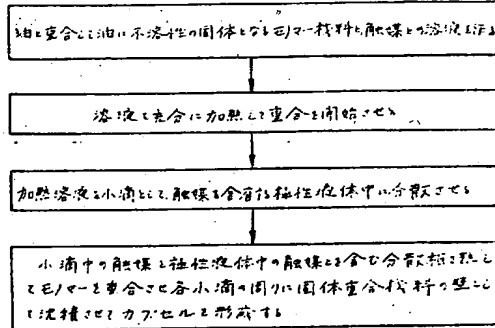 油と重合して油に不溶性の固体となるモノマー材料と触媒との溶液を作る
溶液を充分に加熱して重合を開始させる
加熱溶液を小滴として、触媒を含有する極性液体中に分散させる
小滴中の触媒と極性液体中の触媒とを含む分散phase熱し
てモノマーを重合させ各小滴の周りに固体重合材料の壁とし
て沈積させてカプセルを形成する